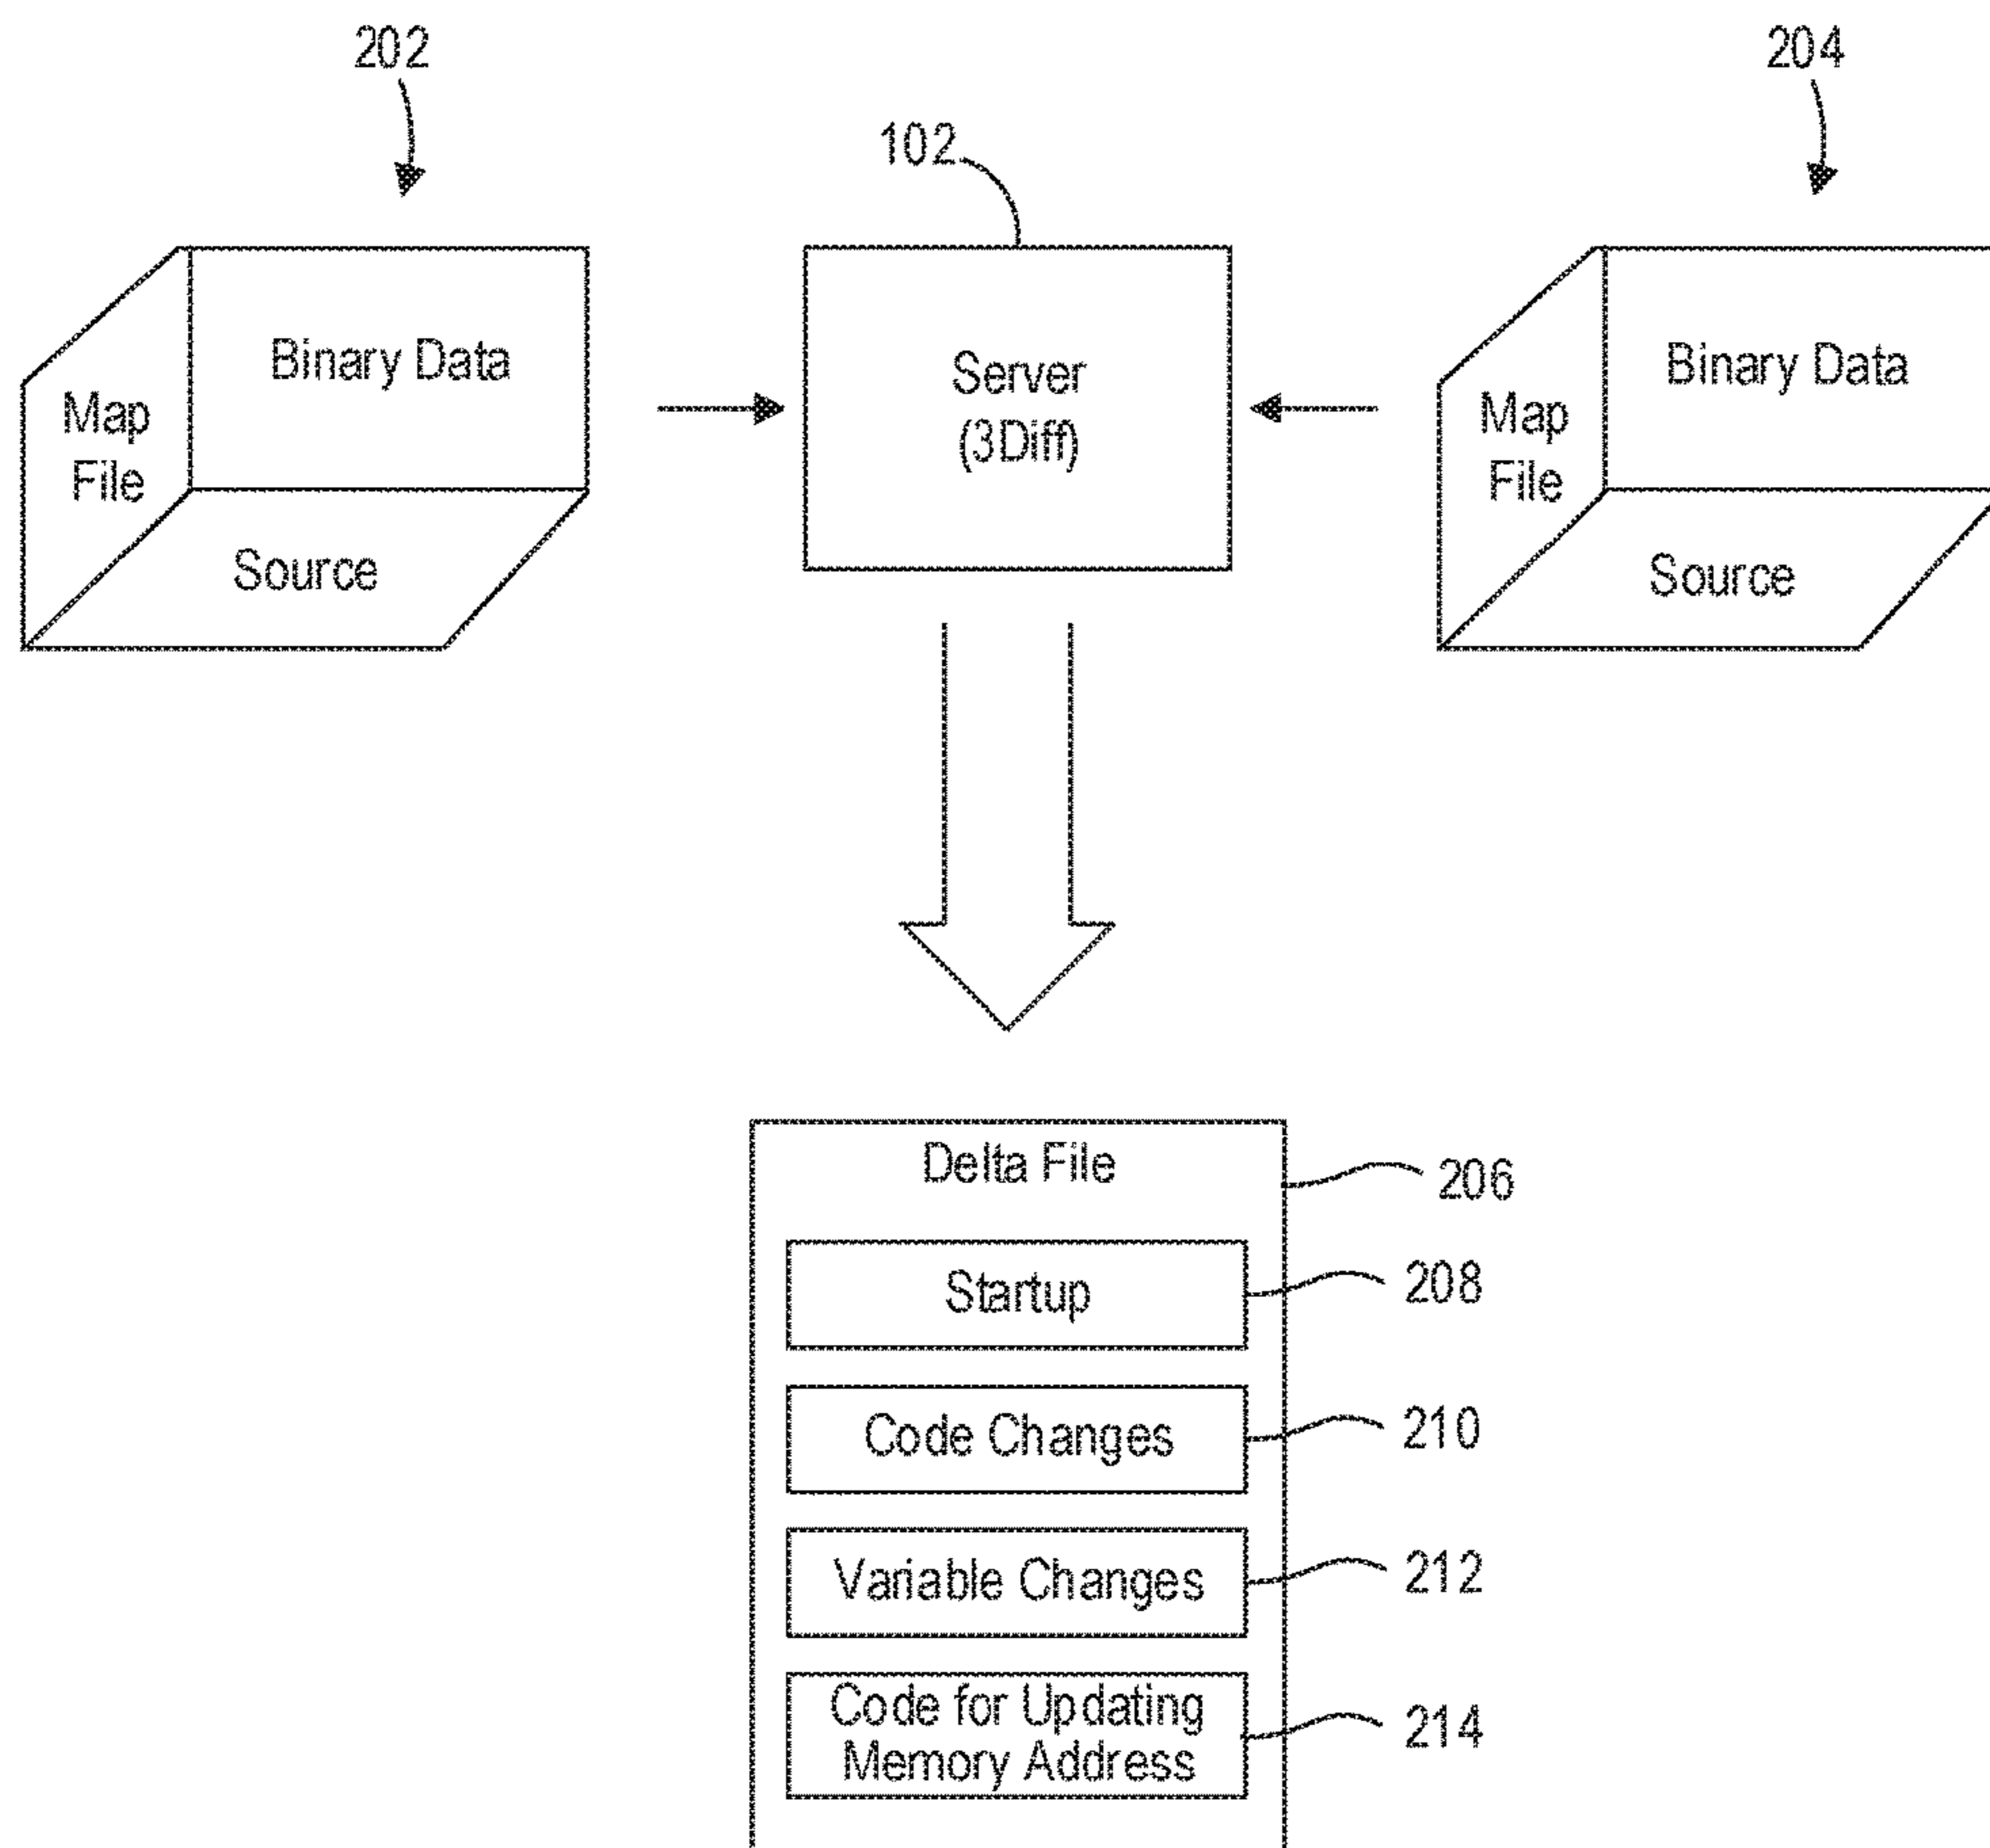 202
204
102
Binary Data
Map
File
Source
Server
(3Diff)
Binary Data
Map
File
Source
Delta File
206
Startup
208
Code Changes
210
Variable Changes
212
Code for Updating
Memory Address
214